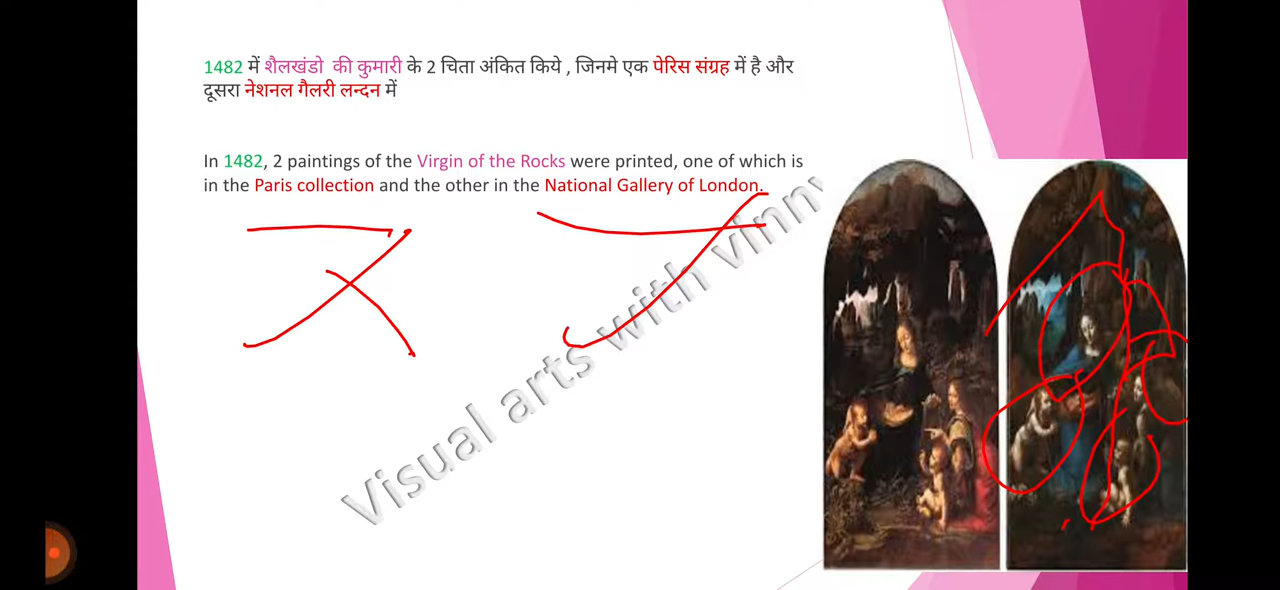 1482 में शैलखंडो की कुमारी के 2 चिता अंकित किये , जिनमे एक पेरिस संग्रह में है और
दूसरा नेशनल गैलरी लन्दन में
In 1482, 2 paintings of the Virgin of the Rocks were printed, one of which is
in the Paris collection and the other in the National Gallery of London.
Visual arts with vinny